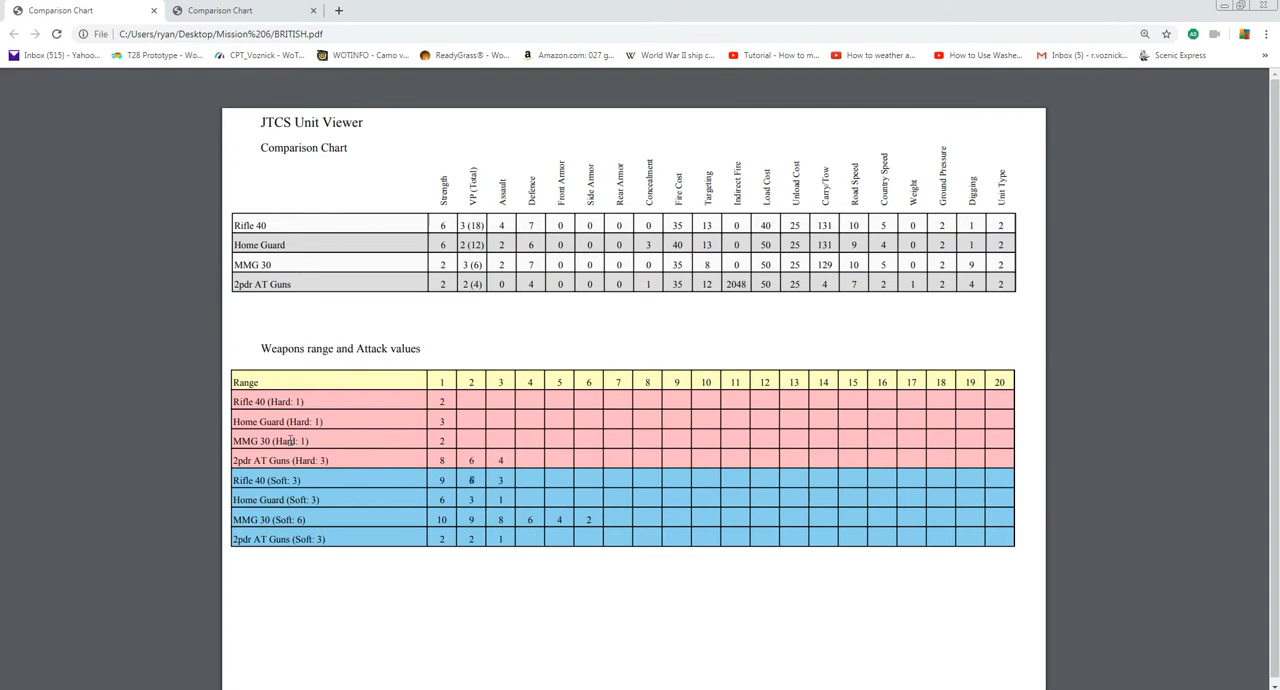 Comparison Chart
Comparison Chart
File C:/Users/ryan/Desktop/Mission%206/BRITISH.pdf
Inbox (515) - Yahoo... T28 Prototype - Wo... CPT_Voznick - WoT... WOTINFO - Camo v... ReadyGrass® - Wo... Amazon.com: 027 g... World War II ship c... Tutorial - How to m... How to weather a... How to Use Washe... Inbox (5) - r.voznick... Scenic Express »
JTCS Unit Viewer
Comparison Chart
Strength VP (Total) Assault Defence Front Armor Side Armor Rear Armor Concealment Fire Cost Targeting Indirect Fire Load Cost Unload Cost Carry/Tow Road Speed Country Speed Weight Ground Pressure Digging Unit Type
Rifle 40 6 3 (18) 4 7 0 0 0 0 35 13 0 40 25 131 10 5 0 2 1 2
Home Guard 6 2 (12) 2 6 0 0 0 3 40 13 0 50 25 131 9 4 0 2 1 2
MMG 30 2 3 (6) 2 7 0 0 0 0 35 8 0 50 25 129 10 5 0 2 9 2
2pdr AT Guns 2 2 (4) 0 4 0 0 0 1 35 12 2048 50 25 4 7 2 1 2 4 2
Weapons range and Attack values
Range 1 2 3 4 5 6 7 8 9 10 11 12 13 14 15 16 17 18 19 20
Rifle 40 (Hard: 1) 2
Home Guard (Hard: 1) 3
MMG 30 (Hard: 1) 2
2pdr AT Guns (Hard: 3) 8 6 4
Rifle 40 (Soft: 3) 9 6 3
Home Guard (Soft: 3) 6 3 1
MMG 30 (Soft: 6) 10 9 8 6 4 2
2pdr AT Guns (Soft: 3) 2 2 1